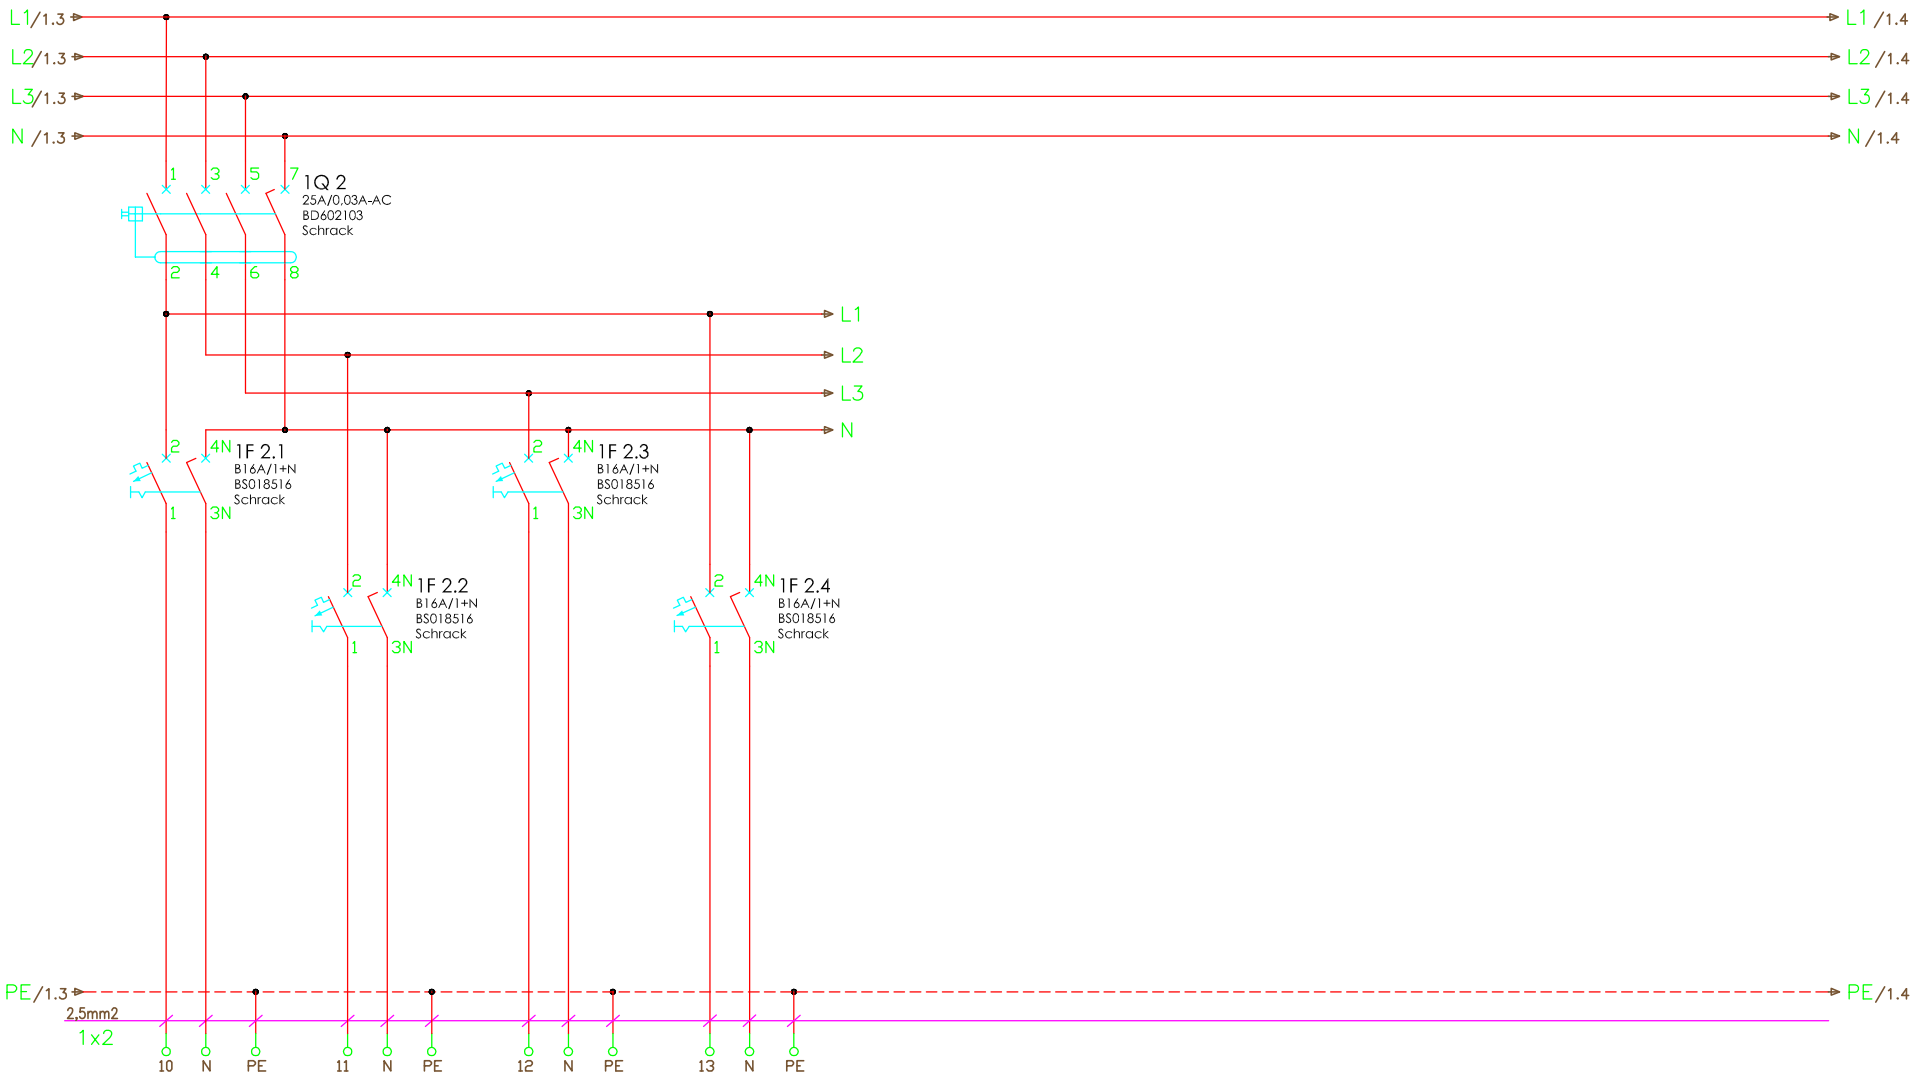 L1/1.3 L1 /1.4
L2/1.3 L2 /1.4
L3/1.3 L3 /1.4
N /1.3 N /1.4
1 3 5 7
1Q 2
25A/0,03A-AC
BD602103
Schrack
2 4 6 8
L1
L2
L3
N
2 4N
1F 2.1
B16A/1+N
BS018516
Schrack
1 3N
2 4N
1F 2.3
B16A/1+N
BS018516
Schrack
1 3N
2 4N
1F 2.2
B16A/1+N
BS018516
Schrack
1 3N
2 4N
1F 2.4
B16A/1+N
BS018516
Schrack
1 3N
PE/1.3 PE/1.4
2,5mm2
1x2
10 N PE 11 N PE 12 N PE 13 N PE